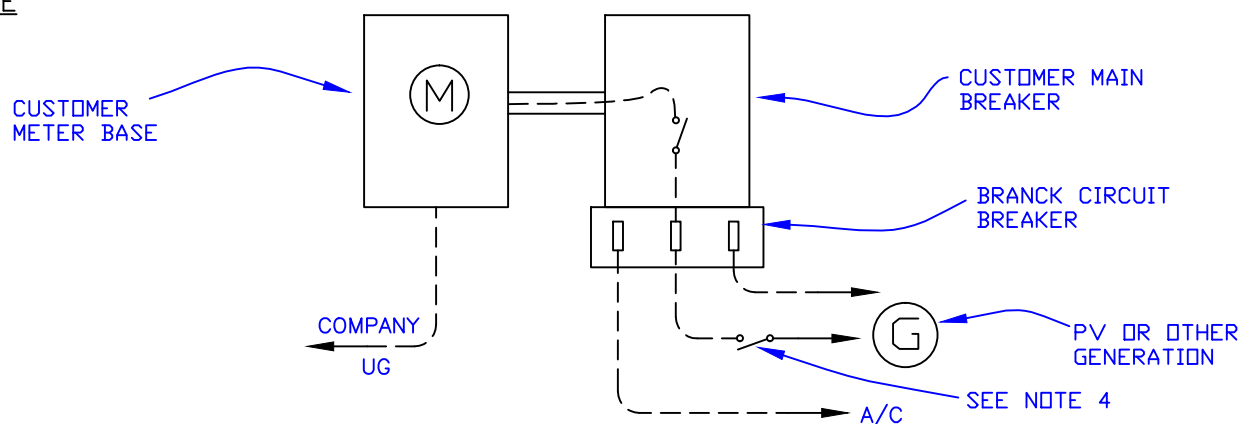 E
M
CUSTOMER
METER BASE
CUSTOMER MAIN
BREAKER
BRANCK CIRCUIT
BREAKER
COMPANY
UG
G
PV OR OTHER
GENERATION
SEE NOTE 4
A/C